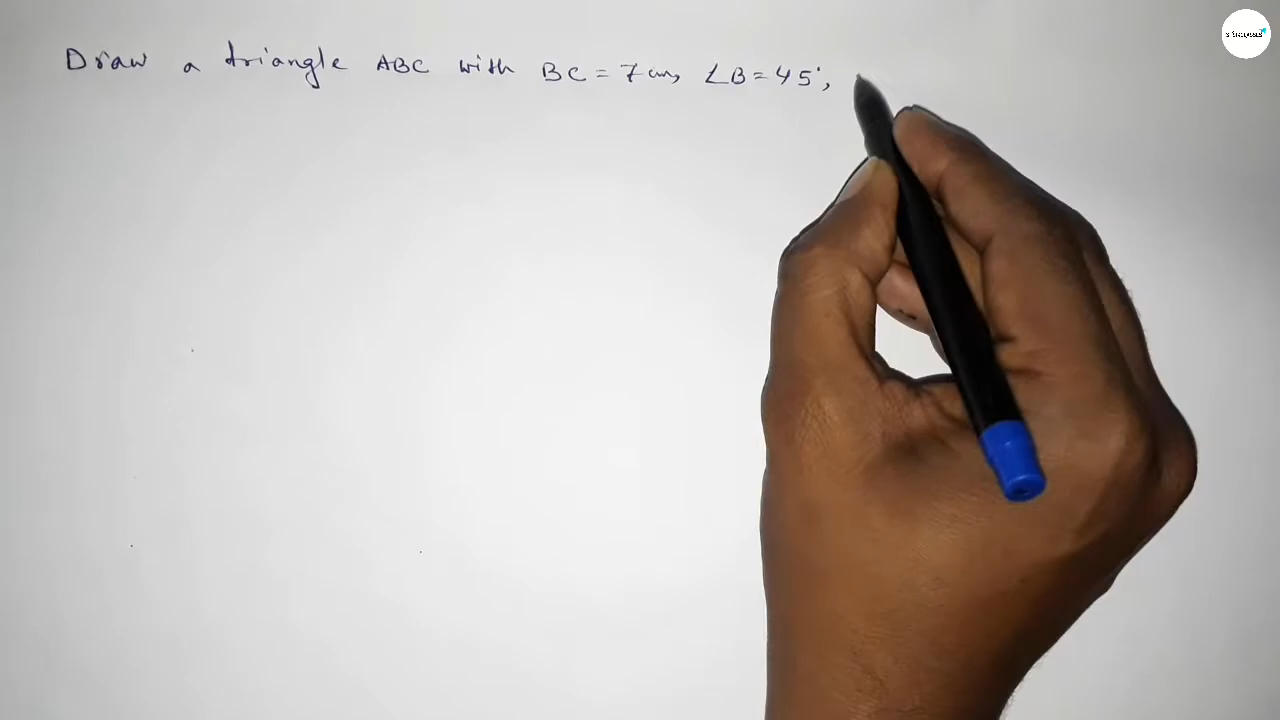 Draw a triangle ABC with BC = 7 cm, ∠B = 45°,